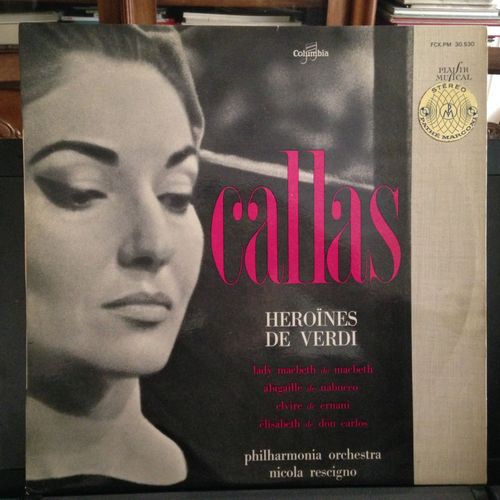 Columbia
FCX.PM 30.530
PLAISIR
MUSICAL
STÉRÉO
PATHÉ MARCONI
callas
HEROÏNES
DE VERDI
lady macbeth de macbeth
abigaille de nabucco
elvire de ernani
élisabeth de don carlos
philharmonia orchestra
nicola rescigno